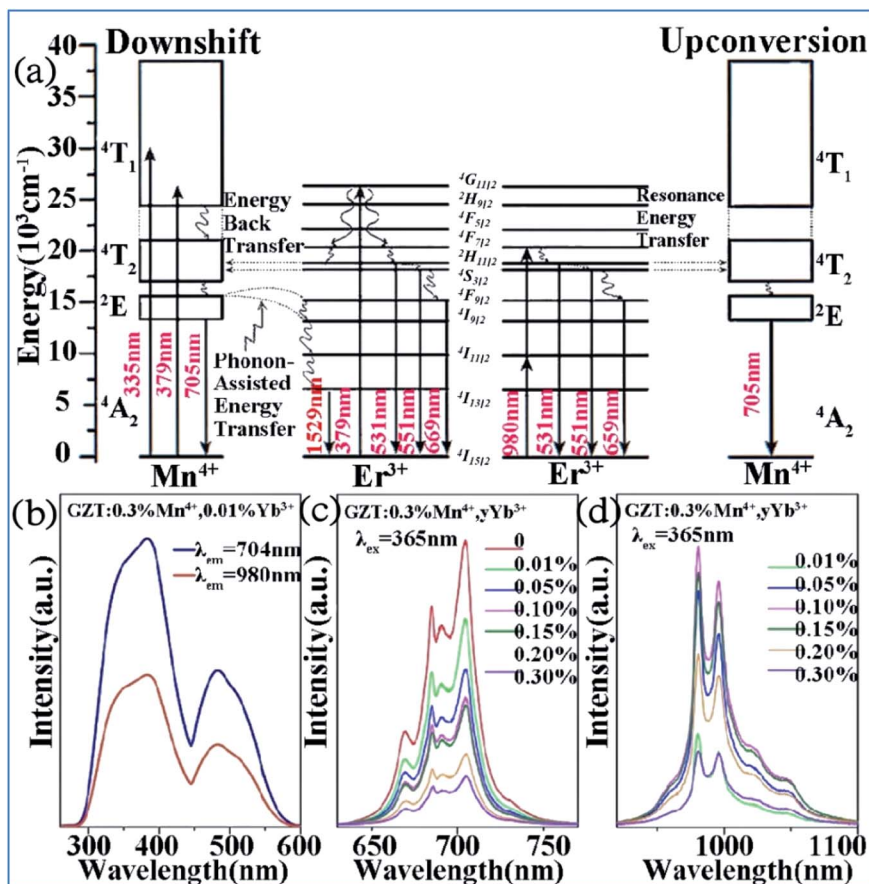 Downshift
Upconversion
(a)
Energy(10³cm⁻¹)
40
35
30
25
20
15
10
5
0
⁴T₁
⁴T₂
²E
⁴A₂
335nm
379nm
705nm
Mn⁴⁺
Energy
Back
Transfer
Phonon-
Assisted
Energy
Transfer
1529nm
379nm
531nm
551nm
669nm
Er³⁺
⁴G₁₁|₂
²H₉|₂
⁴F₅|₂
⁴F₇|₂
²H₁₁|₂
⁴S₃|₂
⁴F₉|₂
⁴I₉|₂
⁴I₁₁|₂
⁴I₁₃|₂
⁴I₁₅|₂
980nm
531nm
551nm
659nm
Er³⁺
Resonance
Energy
Transfer
705nm
Mn⁴⁺
⁴T₁
⁴T₂
²E
⁴A₂
(b)
GZT:0.3%Mn⁴⁺,0.01%Yb³⁺
λem=704nm
λem=980nm
Intensity(a.u.)
300 400 500 600
Wavelength(nm)
(c)
GZT:0.3%Mn⁴⁺,yYb³⁺
λex=365nm
0
0.01%
0.05%
0.10%
0.15%
0.20%
0.30%
Intensity(a.u.)
650 700 750
Wavelength(nm)
(d)
GZT:0.3%Mn⁴⁺,yYb³⁺
λex=365nm
0.01%
0.05%
0.10%
0.15%
0.20%
0.30%
Intensity(a.u.)
1000 1100
Wavelength(nm)